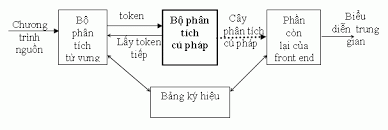 Chương
trình
nguồn
Bộ
phân
tích
từ vựng
token
Lấy token
tiếp
Bộ phân
tích
cú pháp
Cây
phân tích
cú pháp
Phần
còn
lại của
front end
Biểu
diễn trung
gian
Bảng ký hiệu